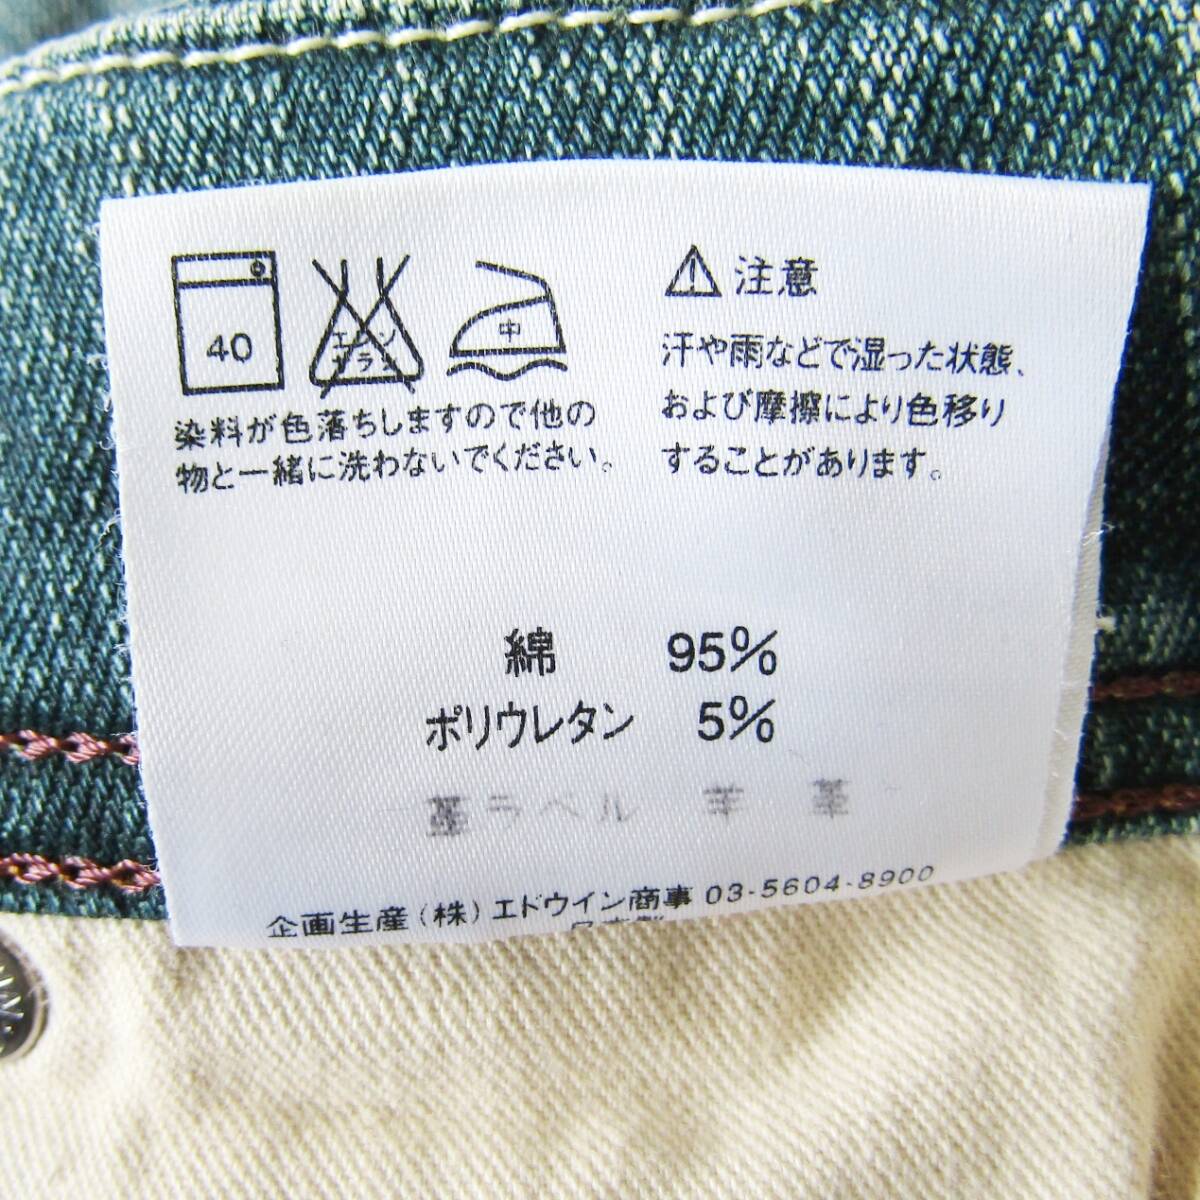 40
エンソ
サラシ
中
⚠注意
染料が色落ちしますので他の
物と一緒に洗わないでください。
汗や雨などで湿った状態、
および摩擦により色移り
することがあります。
綿 95%
ポリウレタン 5%
革ラベル 羊 革
企画生産(株)エドウイン商事 03-5604-8900